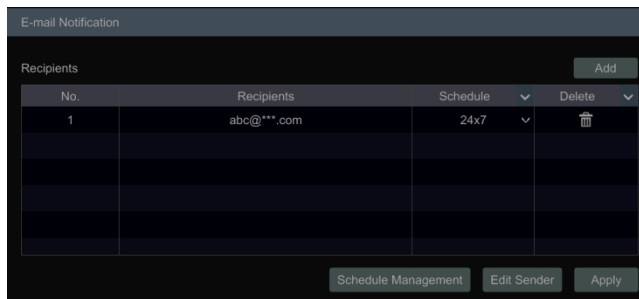 E-mail Notification
Recipients Add
No. Recipients Schedule Delete
1 abc@***.com 24x7
Schedule Management Edit Sender Apply